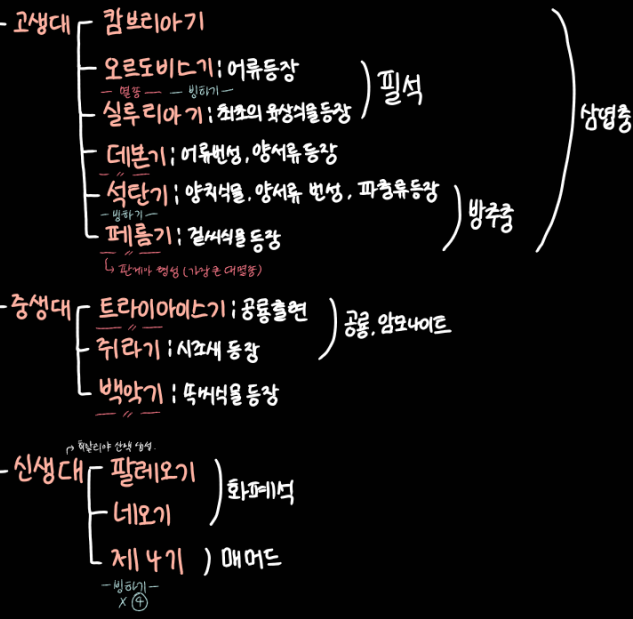 고생대 캄브리아기
오르도비스기 : 어류등장
멸종 빙하기
필석
실루리아기 : 최초의 육상식물등장
삼엽충
데본기 : 어류번성, 양서류등장
〃
석탄기 : 양치식물, 양서류 번성, 파충류등장
빙하기
방추충
페름기 : 겉씨식물 등장
〃
↳ 판게아 형성 (가장 큰 대멸종)
중생대 트라이아이스기 : 공룡출현
〃
공룡, 암모나이트
쥐라기 : 시조새 등장
백악기 : 속씨식물 등장
〃
히말리야 산맥 생성.
신생대 팔레오기
화폐석
네오기
제 4기 ) 매머드
빙하기
x ④